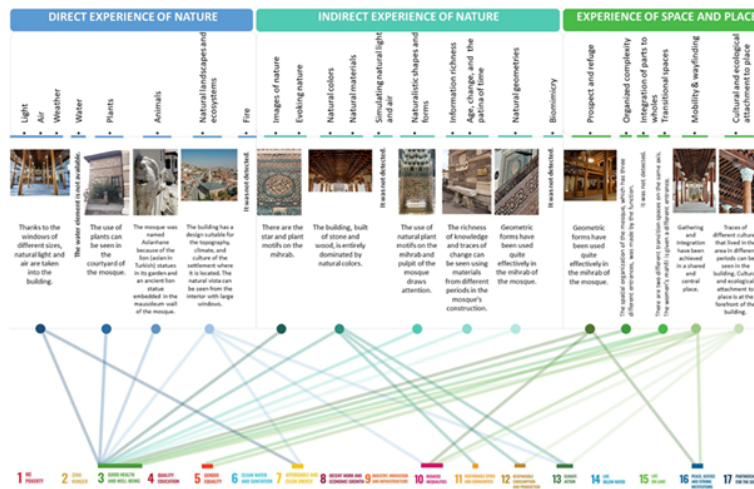 DIRECT EXPERIENCE OF NATURE
INDIRECT EXPERIENCE OF NATURE
EXPERIENCE OF SPACE AND PLAC
• Light
• Air
• Weather
• Water
• Plants
• Animals
• Natural landscapes and
ecosystems
• Fire
• Images of nature
• Evoking nature
• Natural colors
• Natural materials
• Simulating natural light
and air
• Naturalistic shapes and
forms
• Information richness
• Age, change, and the
patina of time
• Natural geometries
• Biomimicry
• Prospect and refuge
• Organized complexity
• Integration of parts to
wholes
• Transitional spaces
• Mobility & wayfinding
• Cultural and ecological
attachment to place
Thanks to the
windows of
different sizes,
natural light and
air are taken
into the
building.
The water element is not available.
The use of
plants can
be seen in
the
courtyard of
the mosque.
The mosque was
named
Aslanhane
because of the
lion (aslan in
Turkish) statues
in its garden and
an ancient lion
statue
embedded in the
mausoleum wall
of the mosque.
The building has a
design suitable for
the topography,
climate, and
culture of the
settlement where
it is located. The
natural vista can
be seen from the
interior with large
windows.
It was not detected.
There are the
star and plant
motifs on the
mihrab.
The building, built
of stone and
wood, is entirely
dominated by
natural colors.
It was not detected.
The use of
natural plant
motifs on the
mihrab and
pulpit of the
mosque
draws
attention.
The richness
of knowledge
and traces of
change can be
seen using
materials
from different
periods in the
mosque's
construction.
Geometric
forms have
been used
quite
effectively in
the mihrab of
the mosque.
It was not detected.
Geometric
forms have
been used
quite
effectively in
the mihrab of
the mosque.
The spatial organization of the mosque, which has three
different entrances, was made by the function.
It was not detected.
There are two different transition spaces on the same axis.
The women's mahfil is given a different entrances.
Gathering
and
integration
have been
achieved
in a shared
and
central
place.
Traces of
different culture
that lived in the
area in different
periods can be
seen in the
building. Cultur
and ecological
attachment to
place is at the
forefront of the
building.
1 NO
POVERTY
2 ZERO
HUNGER
3 GOOD HEALTH
AND WELL-BEING
4 QUALITY
EDUCATION
5 GENDER
EQUALITY
6 CLEAN WATER
AND SANITATION
7 AFFORDABLE AND
CLEAN ENERGY
8 DECENT WORK AND
ECONOMIC GROWTH
9 INDUSTRY, INNOVATION
AND INFRASTRUCTURE
10 REDUCED
INEQUALITIES
11 SUSTAINABLE CITIES
AND COMMUNITIES
12 RESPONSIBLE
CONSUMPTION
AND PRODUCTION
13 CLIMATE
ACTION
14 LIFE
BELOW WATER
15 LIFE
ON LAND
16 PEACE, JUSTICE
AND STRONG
INSTITUTIONS
17 PARTNERSHIP
FOR THE